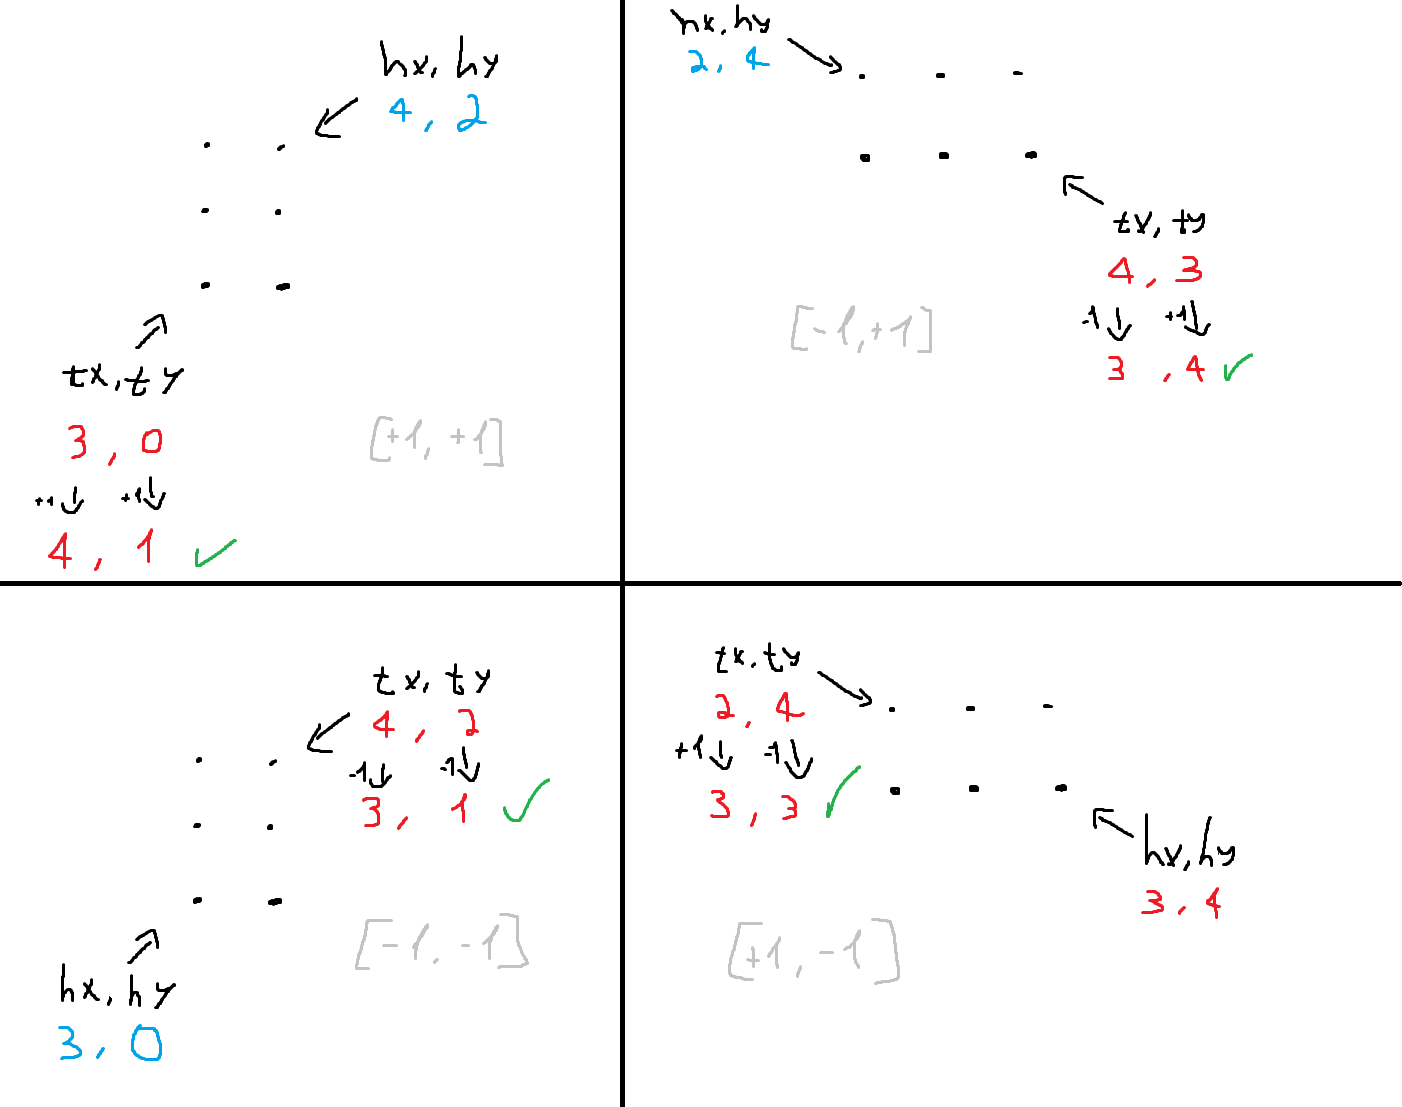 hx, hy
4, 2
tx, ty
3, 0
+1 +1
4, 1
[+1, +1]
hx, hy
2, 4
tx, ty
4, 3
-1 +1
3, 4
[-1, +1]
tx, ty
4, 2
-1 -1
3, 1
hx, hy
3, 0
[-1, -1]
tx, ty
2, 4
+1 -1
3, 3
hx, hy
3, 4
[+1, -1]